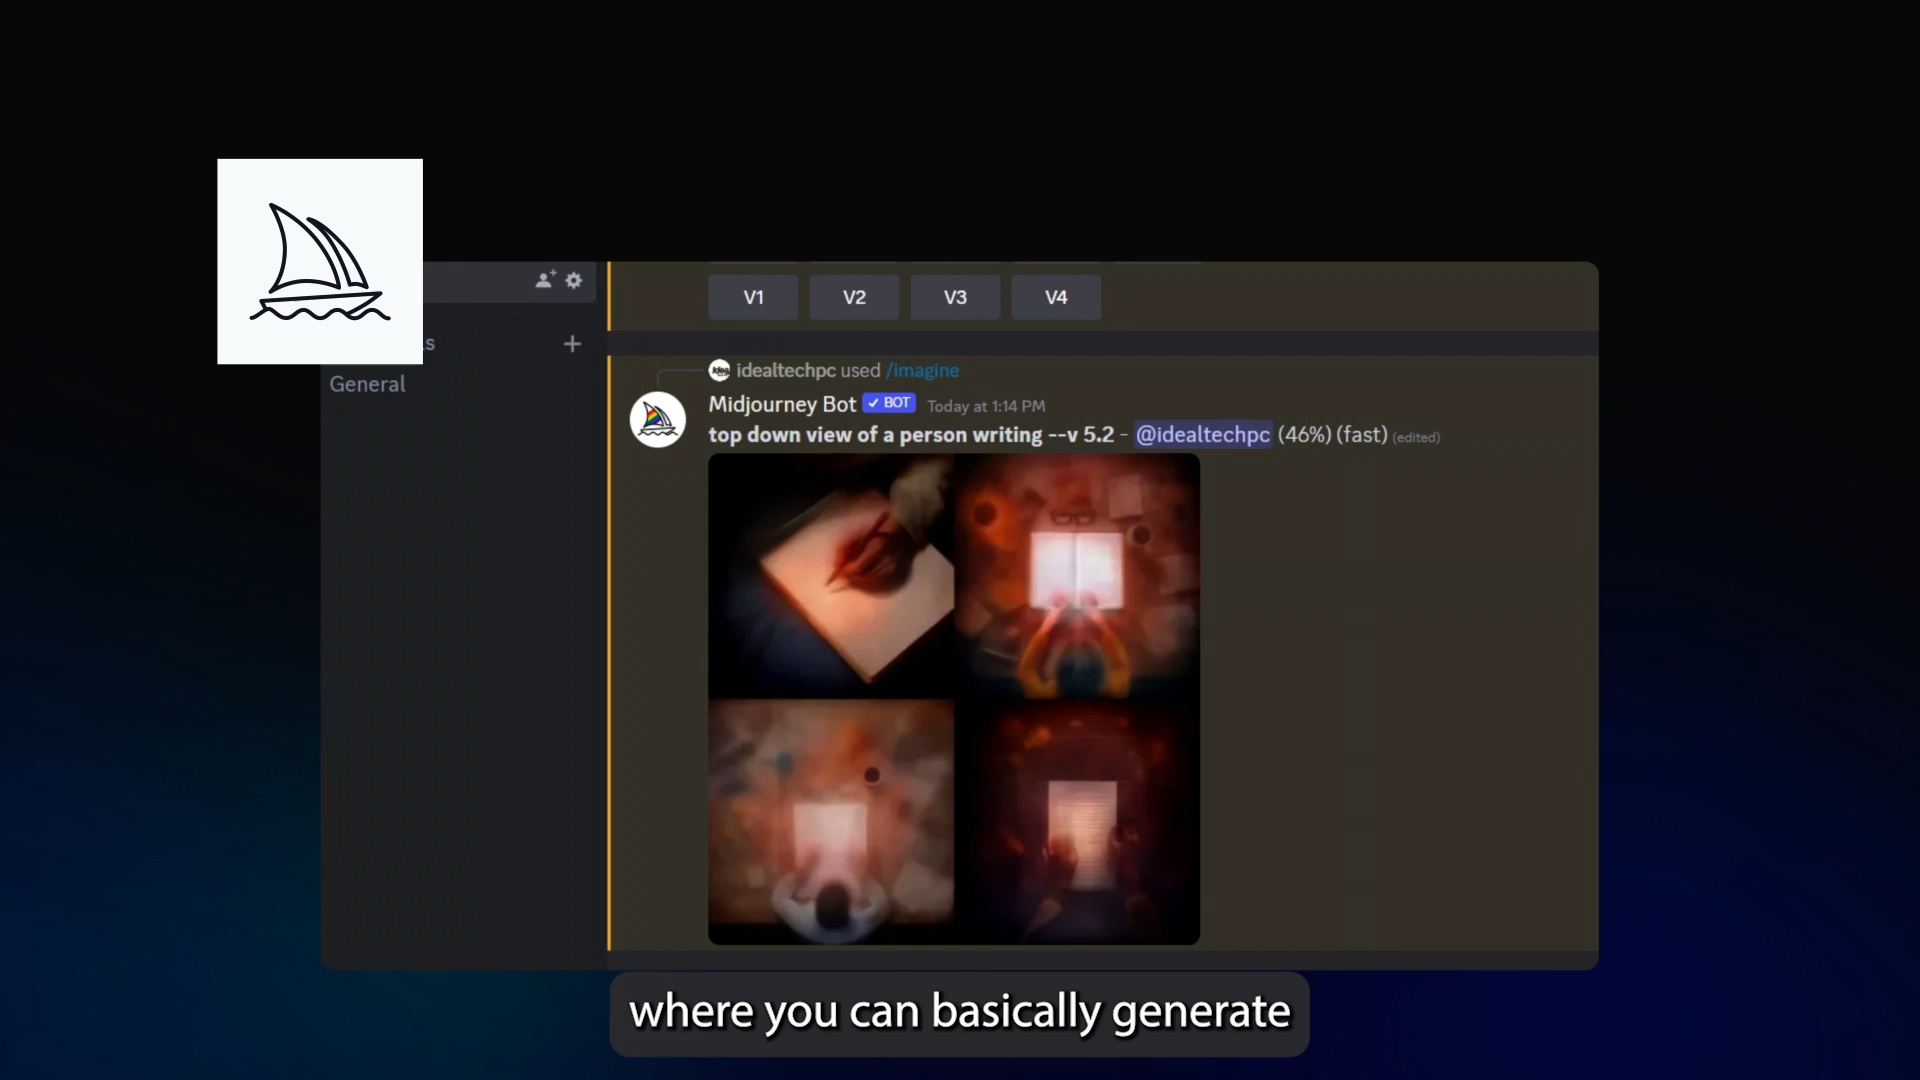 V1 V2 V3 V4
idealtechpc used /imagine
Midjourney Bot ✓ BOT Today at 1:14 PM
top down view of a person writing --v 5.2 - @idealtechpc (46%) (fast) (edited)
General
where you can basically generate